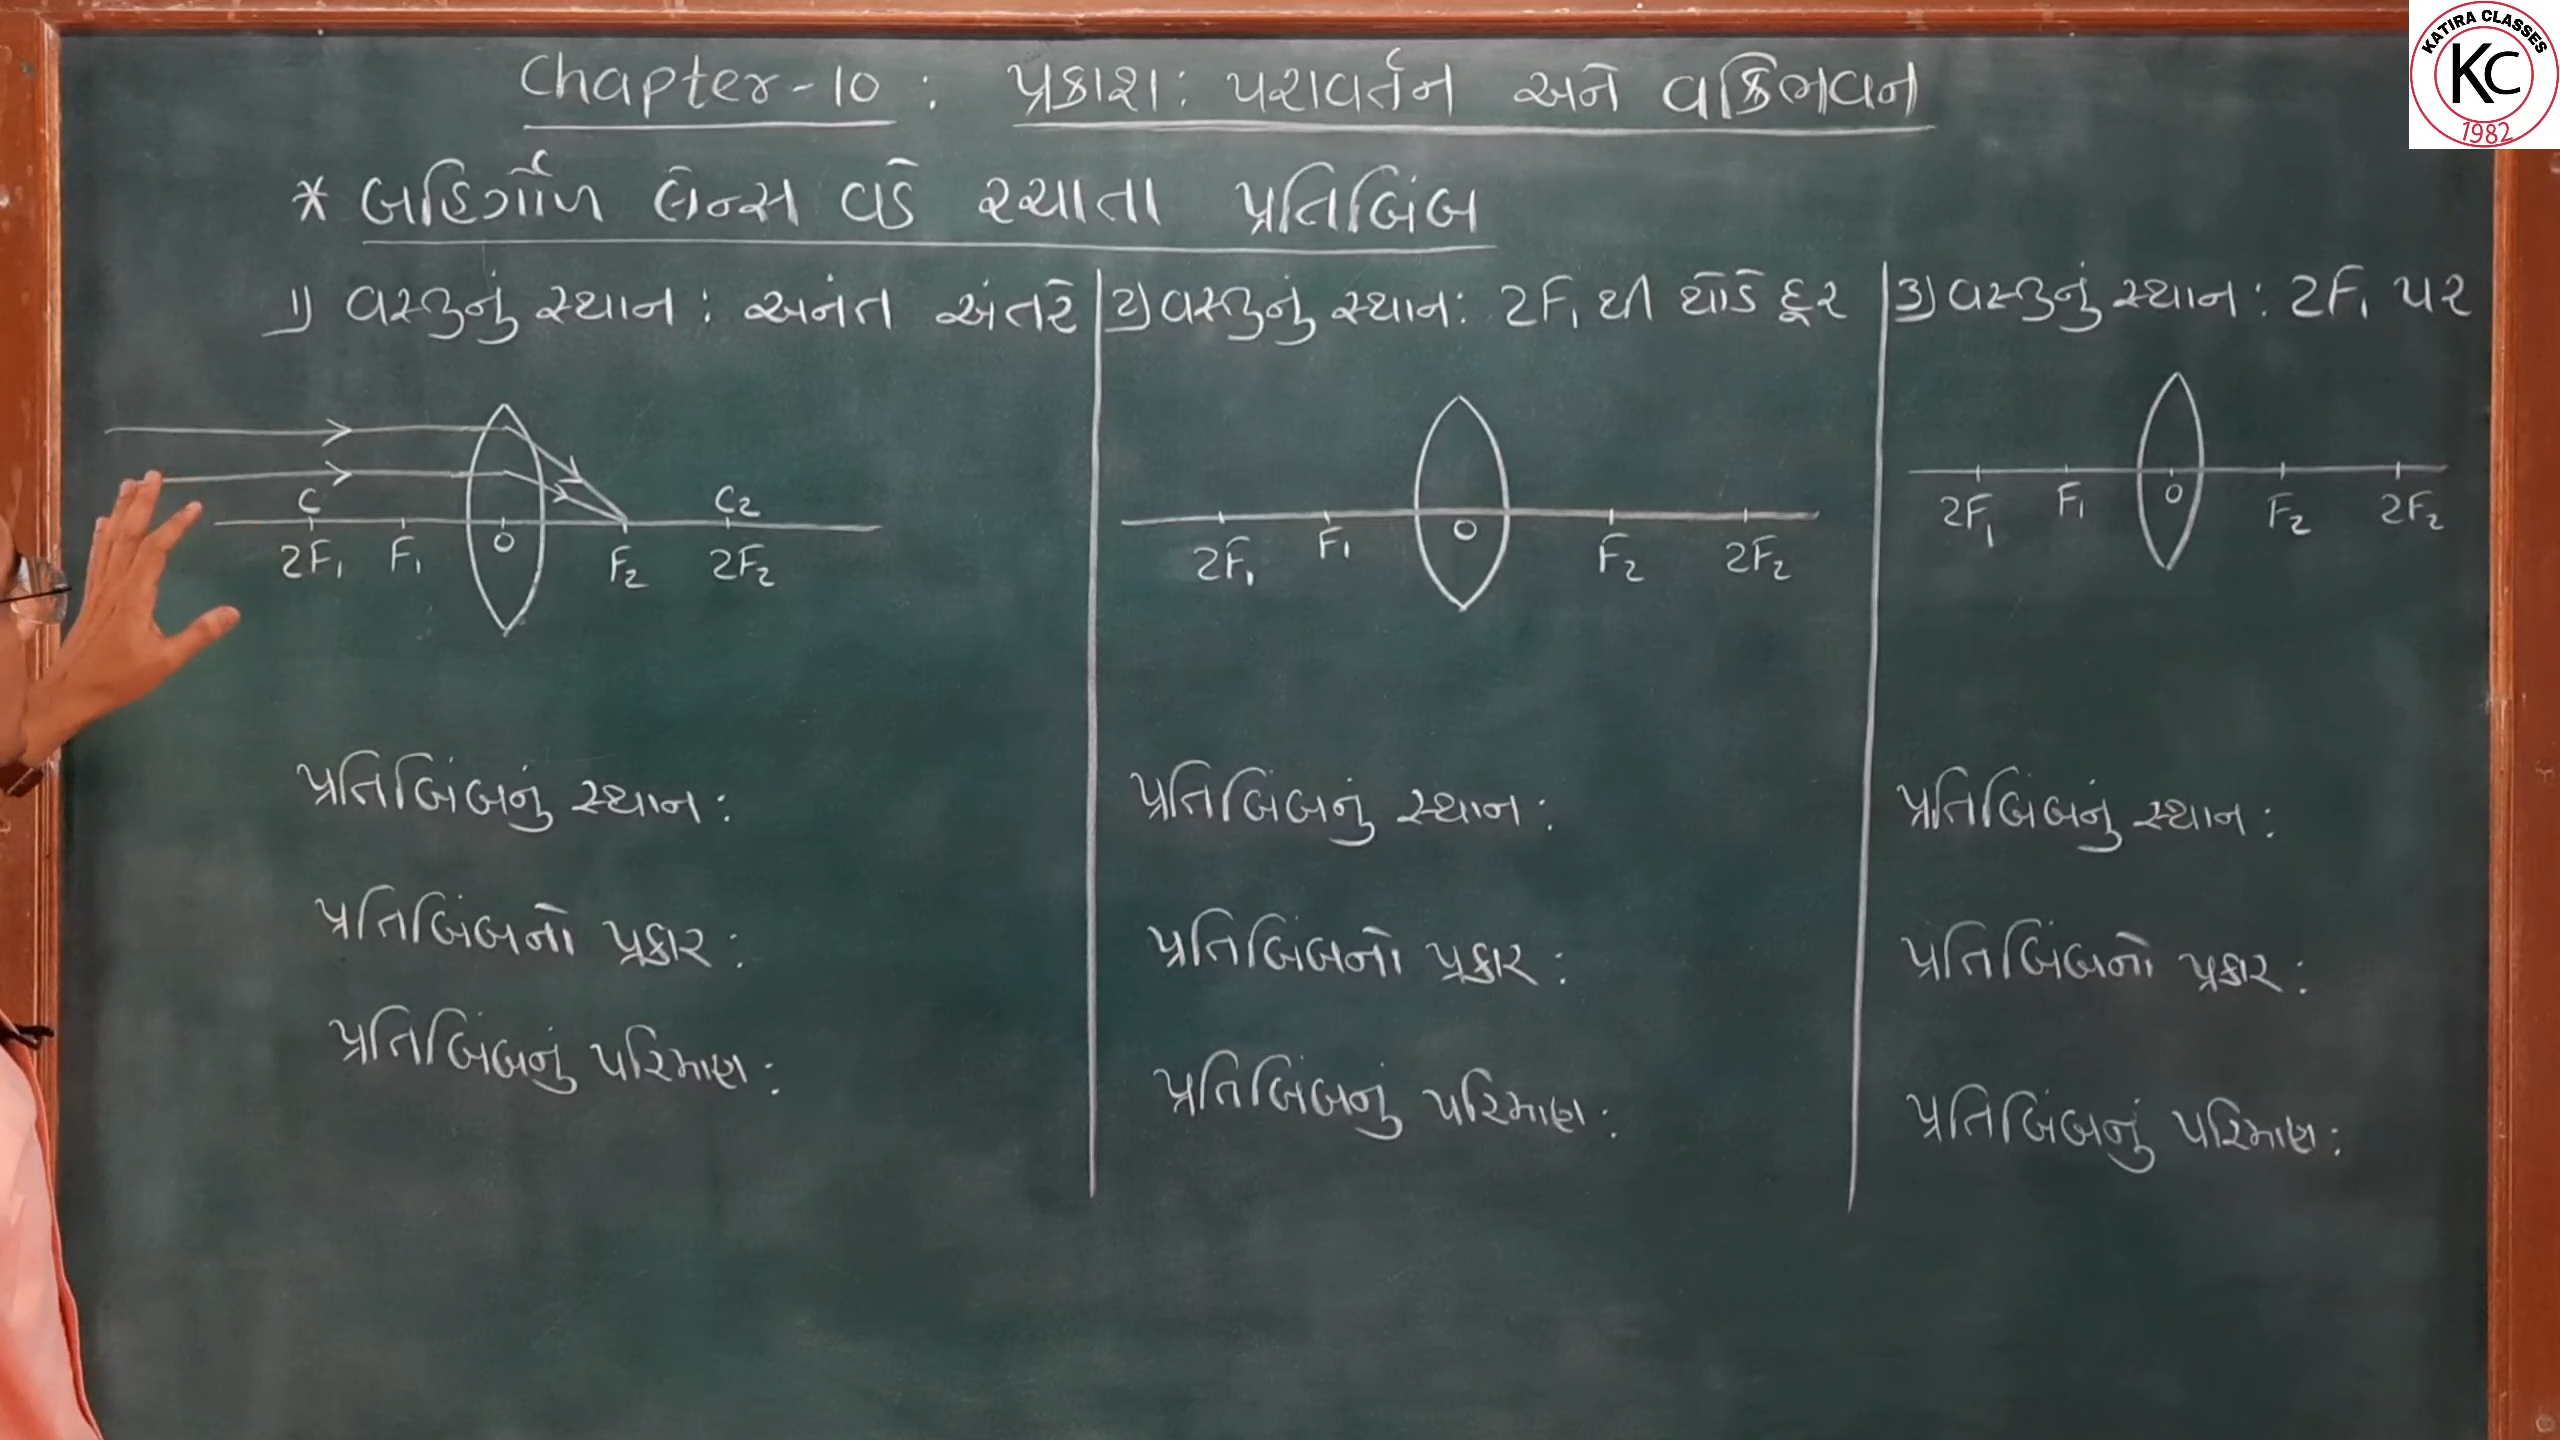 Chapter-10 : પ્રકાશ: પરાવર્તન અને વક્રિભવન
* બહિર્ગોળ લેન્સ વડે રચાતા પ્રતિબિંબ
1) વસ્તુનું સ્થાન : અનંત અંતરે
C C2
2F1 F1 O F2 2F2
પ્રતિબિંબનું સ્થાન :
પ્રતિબિંબનો પ્રકાર :
પ્રતિબિંબનું પરિમાણ :
2) વસ્તુનું સ્થાન : 2F1 થી થોડે દૂર
2F1 F1 O F2 2F2
પ્રતિબિંબનું સ્થાન :
પ્રતિબિંબનો પ્રકાર :
પ્રતિબિંબનું પરિમાણ :
3) વસ્તુનું સ્થાન : 2F1 પર
2F1 F1 O F2 2F2
પ્રતિબિંબનું સ્થાન :
પ્રતિબિંબનો પ્રકાર :
પ્રતિબિંબનું પરિમાણ :
KATIRA CLASSES
KC
1982